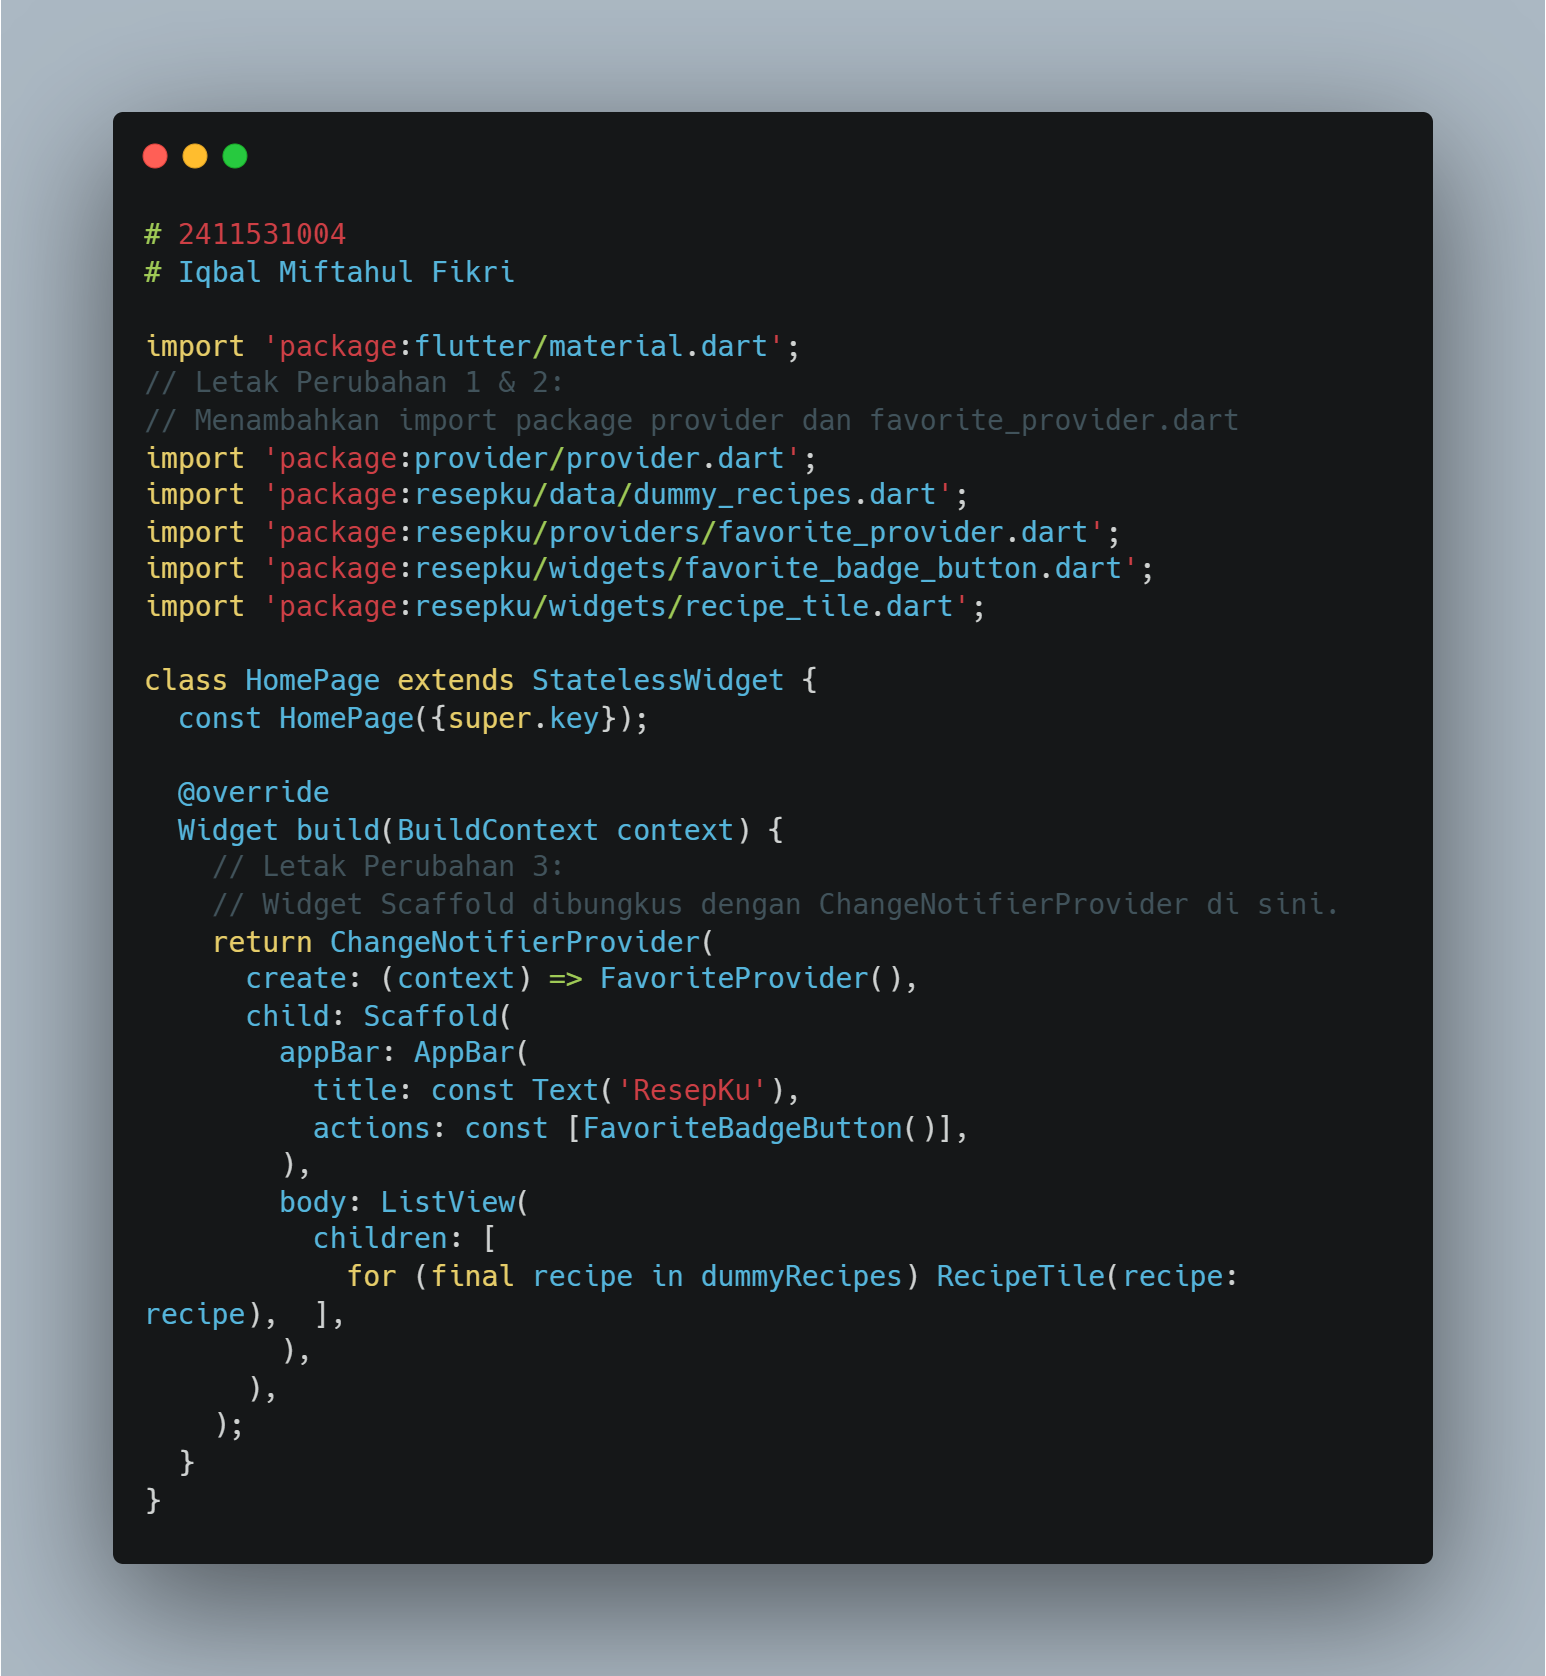 # 2411531004
# Iqbal Miftahul Fikri

import 'package:flutter/material.dart';
// Letak Perubahan 1 & 2:
// Menambahkan import package provider dan favorite_provider.dart
import 'package:provider/provider.dart';
import 'package:resepku/data/dummy_recipes.dart';
import 'package:resepku/providers/favorite_provider.dart';
import 'package:resepku/widgets/favorite_badge_button.dart';
import 'package:resepku/widgets/recipe_tile.dart';

class HomePage extends StatelessWidget {
  const HomePage({super.key});

  @override
  Widget build(BuildContext context) {
    // Letak Perubahan 3:
    // Widget Scaffold dibungkus dengan ChangeNotifierProvider di sini.
    return ChangeNotifierProvider(
      create: (context) => FavoriteProvider(),
      child: Scaffold(
        appBar: AppBar(
          title: const Text('ResepKu'),
          actions: const [FavoriteBadgeButton()],
        ),
        body: ListView(
          children: [
            for (final recipe in dummyRecipes) RecipeTile(recipe:
recipe),  ],
        ),
      ),
    );
  }
}